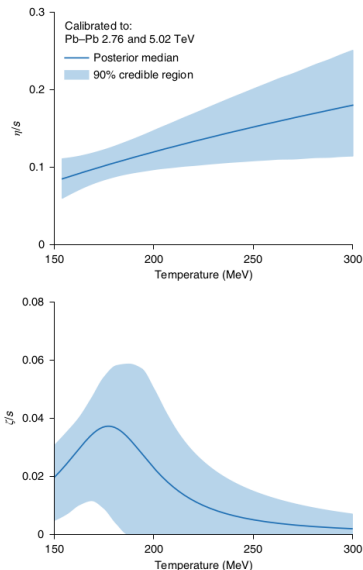 0.3
Calibrated to:
Pb–Pb 2.76 and 5.02 TeV
Posterior median
90% credible region
0.2
η/s
0.1
0
150
200
250
300
Temperature (MeV)
0.08
0.06
ζ/s
0.04
0.02
0
150
200
250
300
Temperature (MeV)